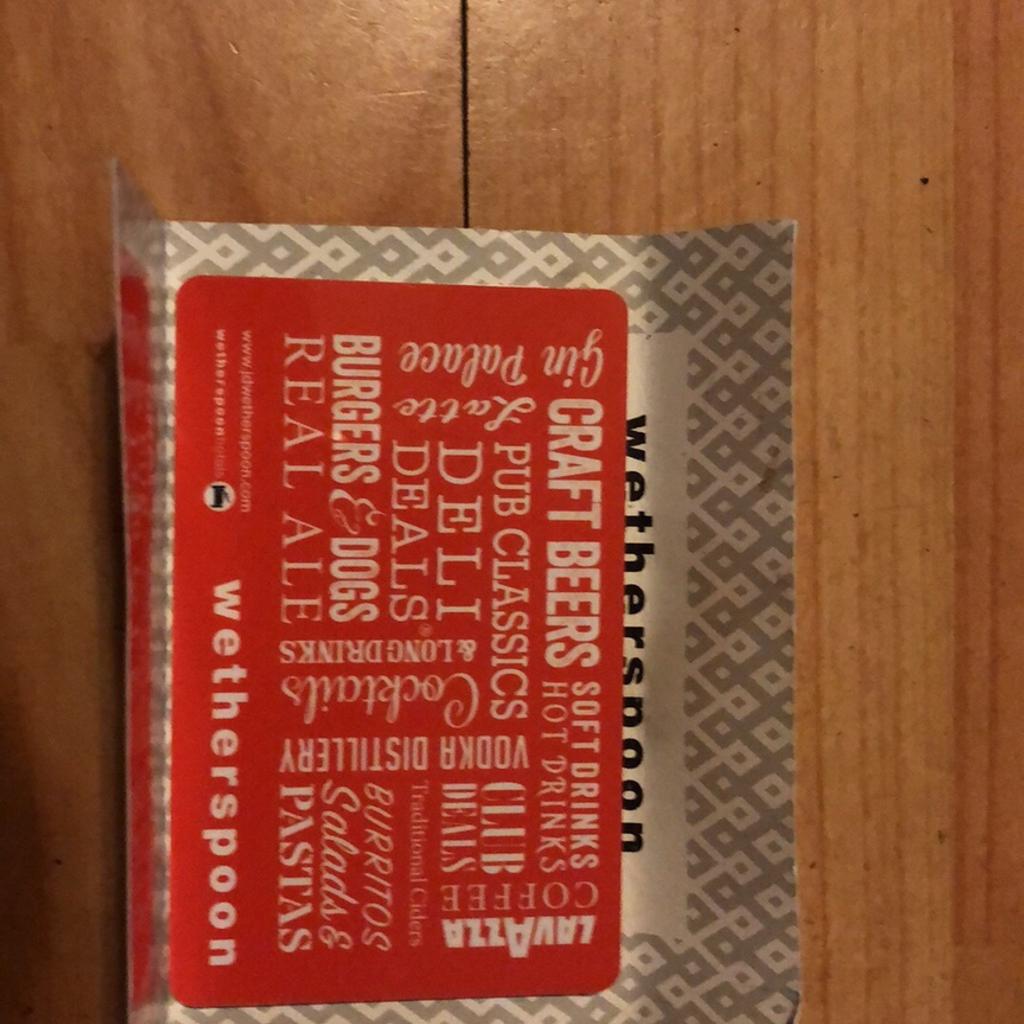 wetherspoon
Gin Palace
CRAFT BEERS
SOFT DRINKS
HOT DRINKS
LAVAZZA
COFFEE
Latte
PUB CLASSICS
DELI
DEALS®
VODKA DISTILLERY
CLUB
DEALS
Cocktails
& LONG DRINKS
Traditional Ciders
BURRITOS
BURGERS & DOGS
REAL ALE
Salads &
PASTAS
www.jdwetherspoon.com
wetherspoonhotels
wetherspoon